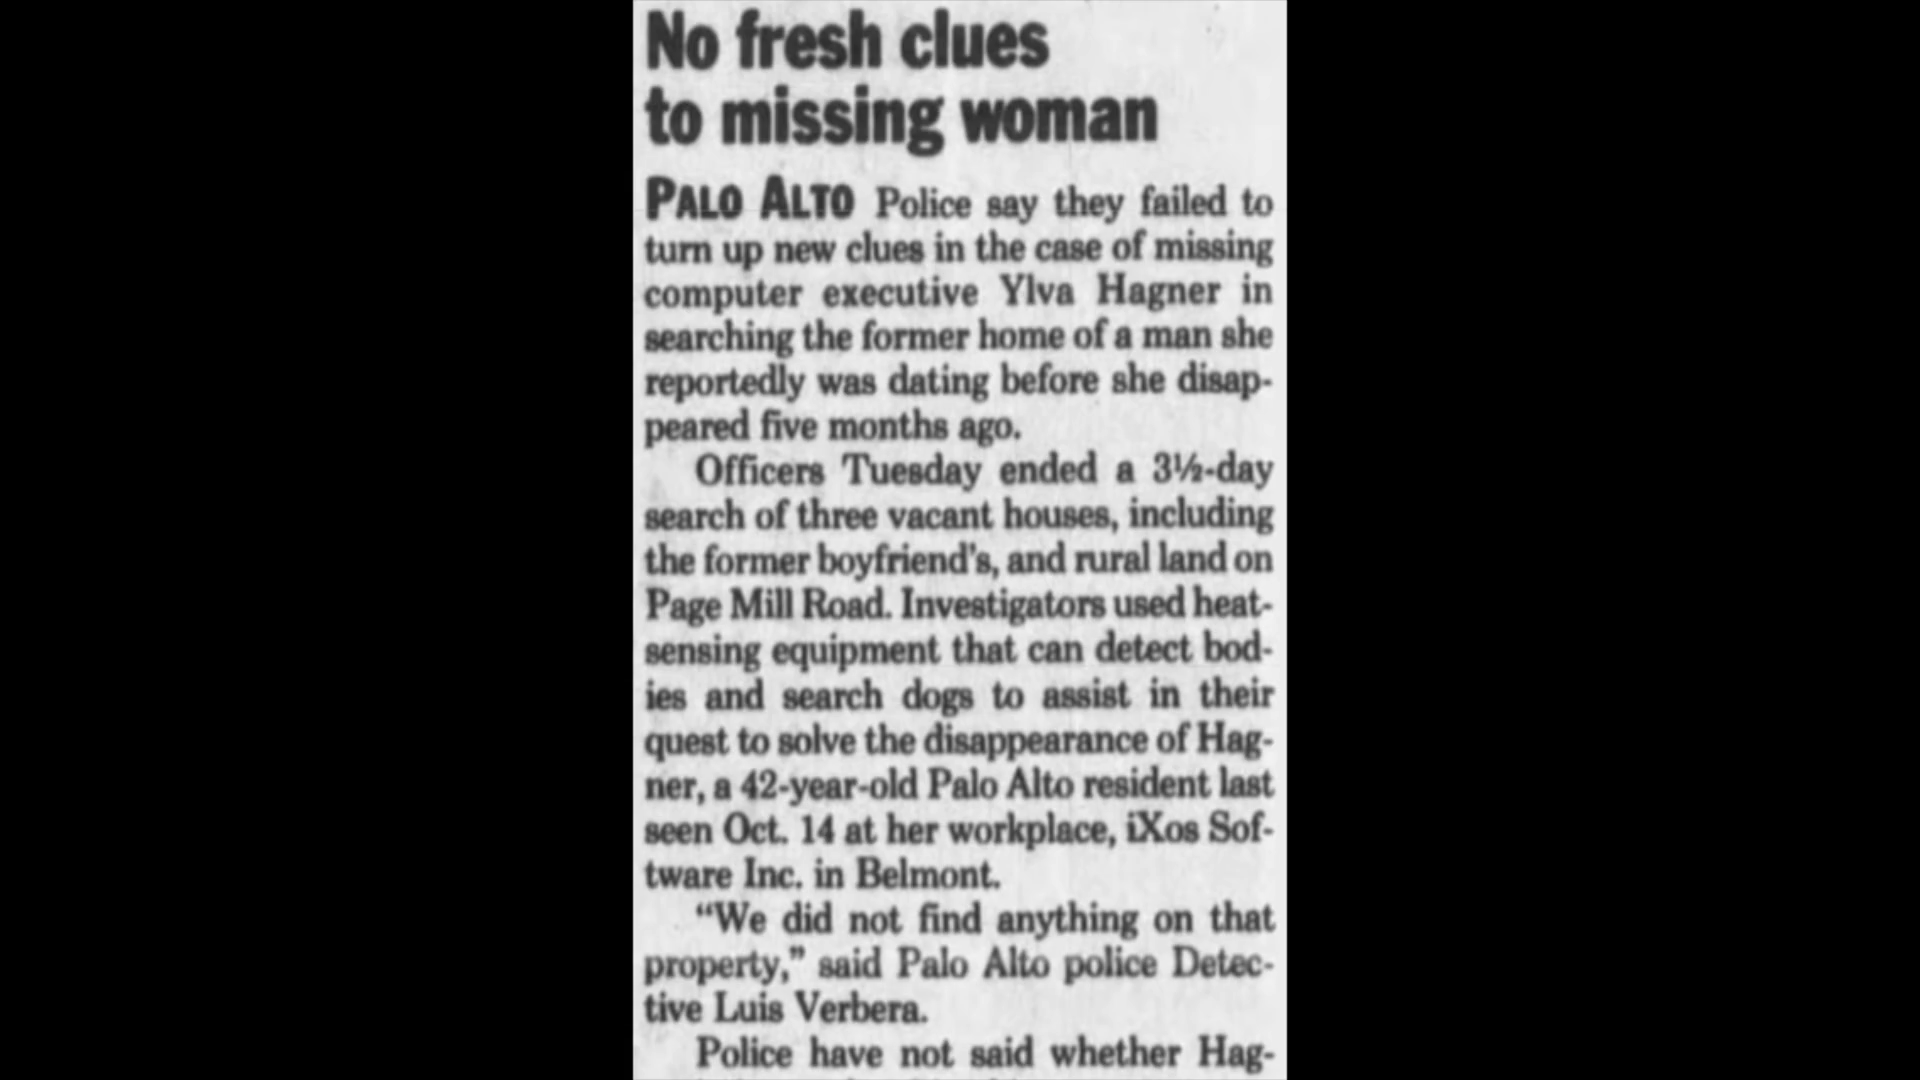 No fresh clues
to missing woman
PALO ALTO Police say they failed to
turn up new clues in the case of missing
computer executive Ylva Hagner in
searching the former home of a man she
reportedly was dating before she disap-
peared five months ago.
Officers Tuesday ended a 3½-day
search of three vacant houses, including
the former boyfriend's, and rural land on
Page Mill Road. Investigators used heat-
sensing equipment that can detect bod-
ies and search dogs to assist in their
quest to solve the disappearance of Hag-
ner, a 42-year-old Palo Alto resident last
seen Oct. 14 at her workplace, iXos Sof-
tware Inc. in Belmont.
“We did not find anything on that
property,” said Palo Alto police Detec-
tive Luis Verbera.
Police have not said whether Hag-